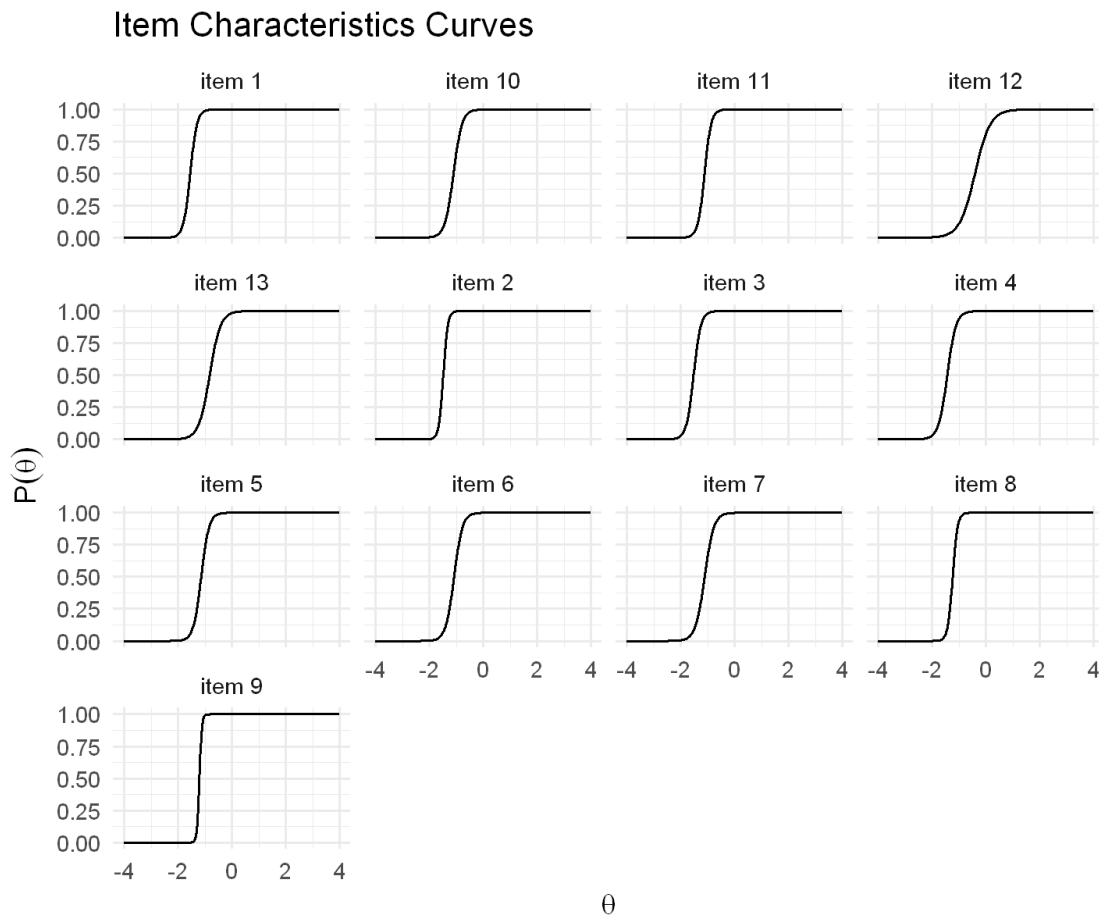 Item Characteristics Curves
item 1 item 10 item 11 item 12
1.00
0.75
0.50
0.25
0.00
item 13 item 2 item 3 item 4
1.00
0.75
0.50
0.25
0.00
P(θ)
item 5 item 6 item 7 item 8
1.00
0.75
0.50
0.25
0.00
-4 -2 0 2 4 -4 -2 0 2 4 -4 -2 0 2 4
item 9
1.00
0.75
0.50
0.25
0.00
-4 -2 0 2 4
θ